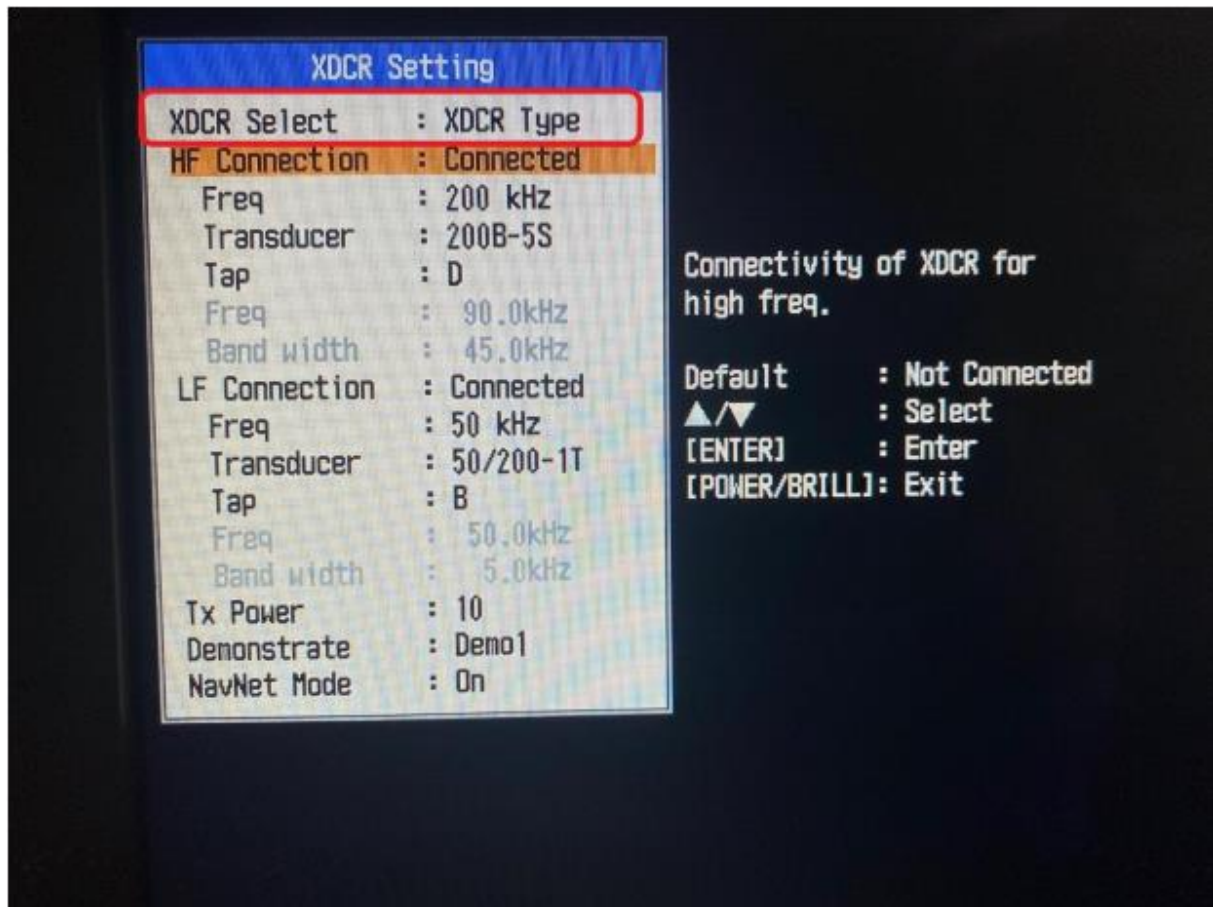 XDCR Setting
XDCR Select : XDCR Type
HF Connection : Connected
Freq : 200 kHz
Transducer : 200B-5S
Tap : D
Freq : 90.0kHz
Band width : 45.0kHz
LF Connection : Connected
Freq : 50 kHz
Transducer : 50/200-1T
Tap : B
Freq : 50.0kHz
Band width : 5.0kHz
Tx Power : 10
Demonstrate : Demo1
NavNet Mode : On
Connectivity of XDCR for
high freq.
Default : Not Connected
▲/▼ : Select
[ENTER] : Enter
[POWER/BRILL]: Exit